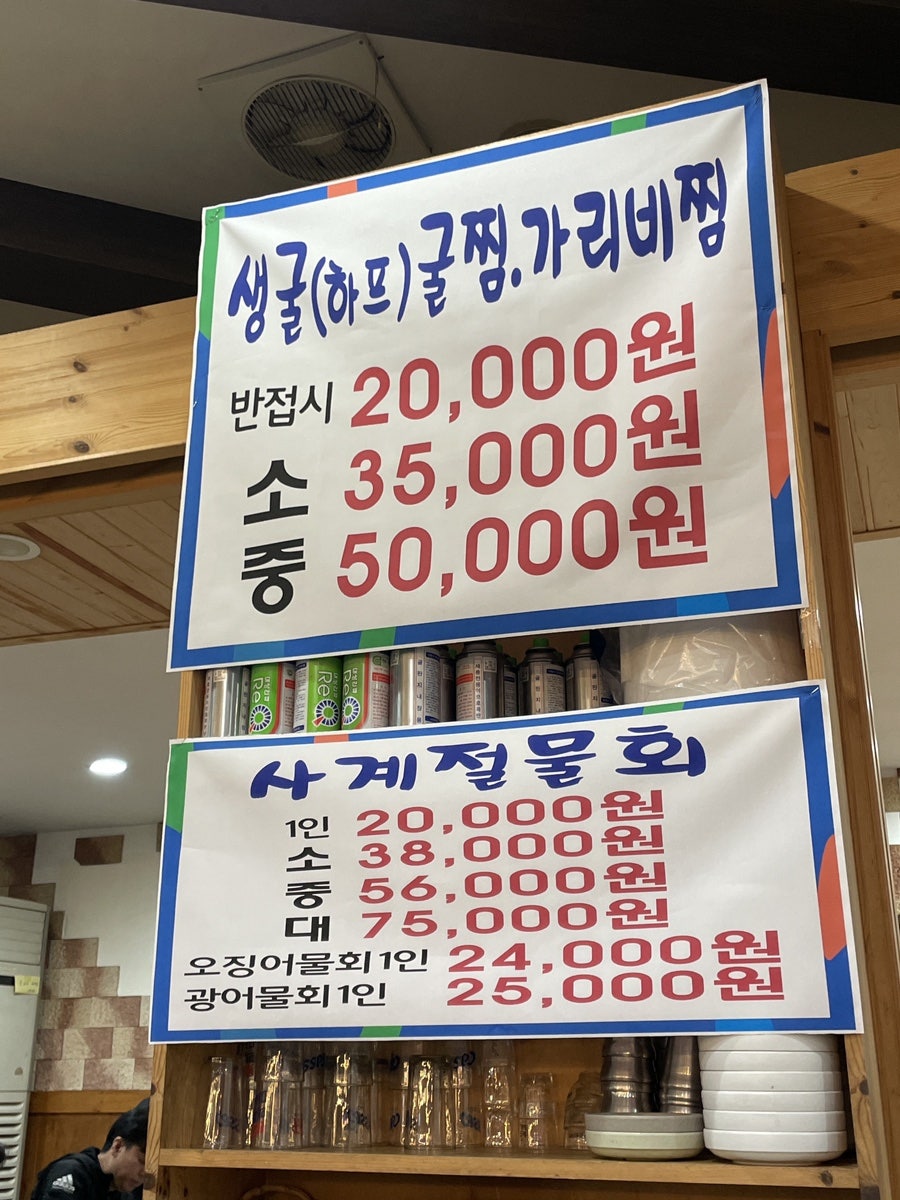 생굴(하프)굴찜.가리비찜
반접시 20,000원
소 35,000원
중 50,000원
사계절물회
1인 20,000원
소 38,000원
중 56,000원
대 75,000원
오징어물회1인 24,000원
광어물회1인 25,000원